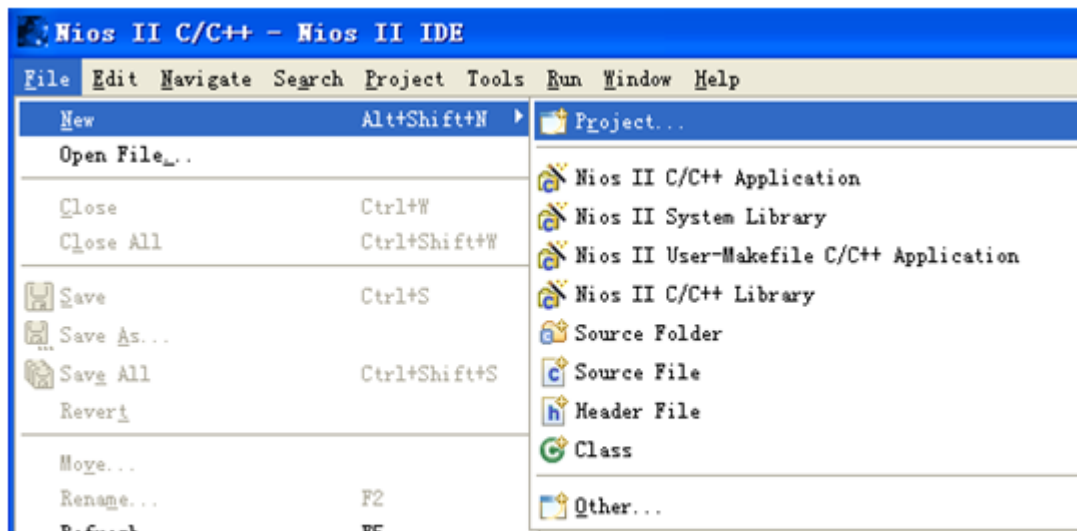 Nios II C/C++ - Nios II IDE
File Edit Navigate Search Project Tools Run Window Help
New Alt+Shift+N
Open File...
Close Ctrl+W
Close All Ctrl+Shift+W
Save Ctrl+S
Save As...
Save All Ctrl+Shift+S
Revert
Move...
Rename... F2
Refresh F5
Project...
Nios II C/C++ Application
Nios II System Library
Nios II User-Makefile C/C++ Application
Nios II C/C++ Library
Source Folder
Source File
Header File
Class
Other...